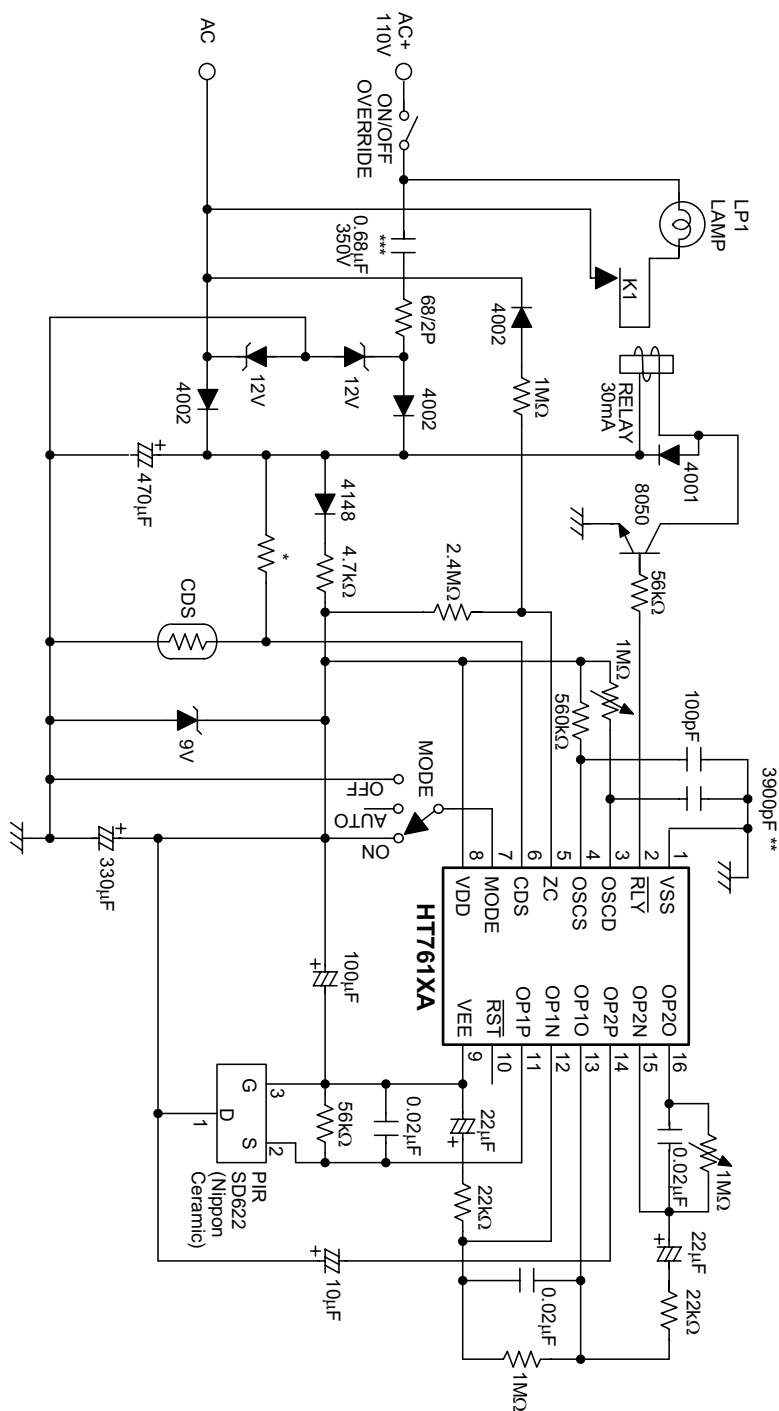 LP1
LAMP
AC+
110V
ON/OFF
OVERRIDE
AC
***
0.68µF
350V
K1
68/2P
4002
12V
12V
4002
4002
1MΩ
RELAY
30mA
4001
8050
56kΩ
+
470µF
*
4148
4.7kΩ
2.4MΩ
CDS
9V
1MΩ
560kΩ
100pF
3900pF **
MODE
OFF
AUTO
ON
+
330µF
1
2
3
4
5
6
7
8
VSS
RLY
OSCD
OSCS
ZC
CDS
MODE
VDD
HT761XA
OP2O
OP2N
OP2P
OP1O
OP1N
OP1P
RST
VEE
16
15
14
13
12
11
10
9
+
100µF
3
G
D
S
1
2
PIR
SD622
(Nippon
Ceramic)
56kΩ
0.02µF
22µF
+
22kΩ
+
10µF
0.02µF
1MΩ
0.02µF
1MΩ
+
22µF
22kΩ